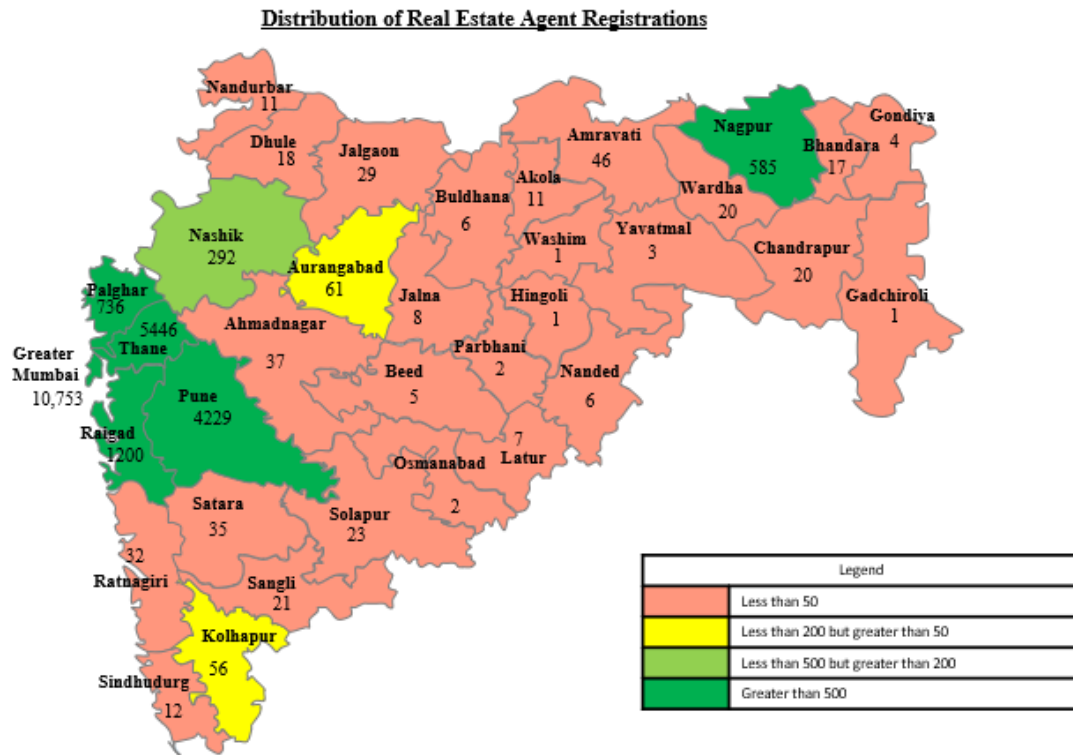 Distribution of Real Estate Agent Registrations
Nandurbar
11
Dhule
18
Jalgaon
29
Nashik
292
Aurangabad
61
Buldhana
6
Akola
11
Amravati
46
Washim
1
Yavatmal
3
Wardha
20
Nagpur
585
Bhandara
17
Gondiya
4
Chandrapur
20
Gadchiroli
1
Palghar
736
5446
Thane
Greater
Mumbai
10,753
Ahmadnagar
37
Jalna
8
Hingoli
1
Parbhani
2
Nanded
6
Beed
5
Pune
4229
Raigad
1200
7
Latur
Osmanabad
2
Satara
35
Solapur
23
32
Ratnagiri
Sangli
21
Kolhapur
56
Sindhudurg
12
Legend
Less than 50
Less than 200 but greater than 50
Less than 500 but greater than 200
Greater than 500